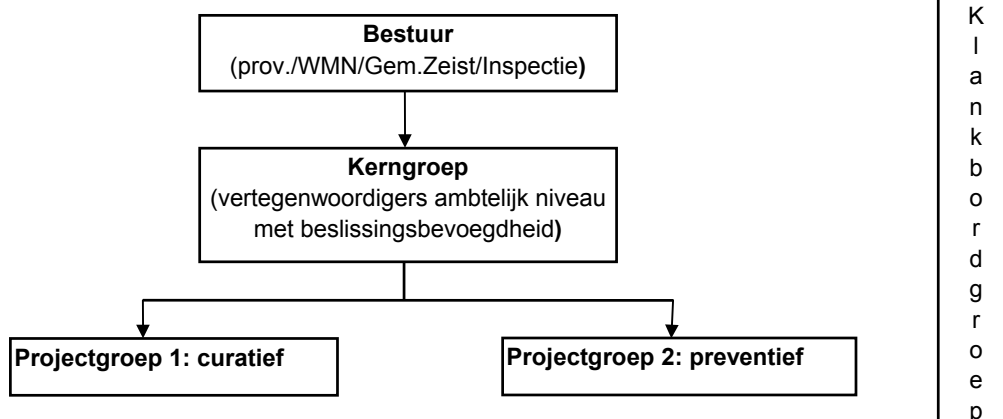 Bestuur
(prov./WMN/Gem.Zeist/Inspectie)
Kerngroep
(vertegenwoordigers ambtelijk niveau
met beslissingsbevoegdheid)
Projectgroep 1: curatief
Projectgroep 2: preventief
K
l
a
n
k
b
o
r
d
g
r
o
e
p